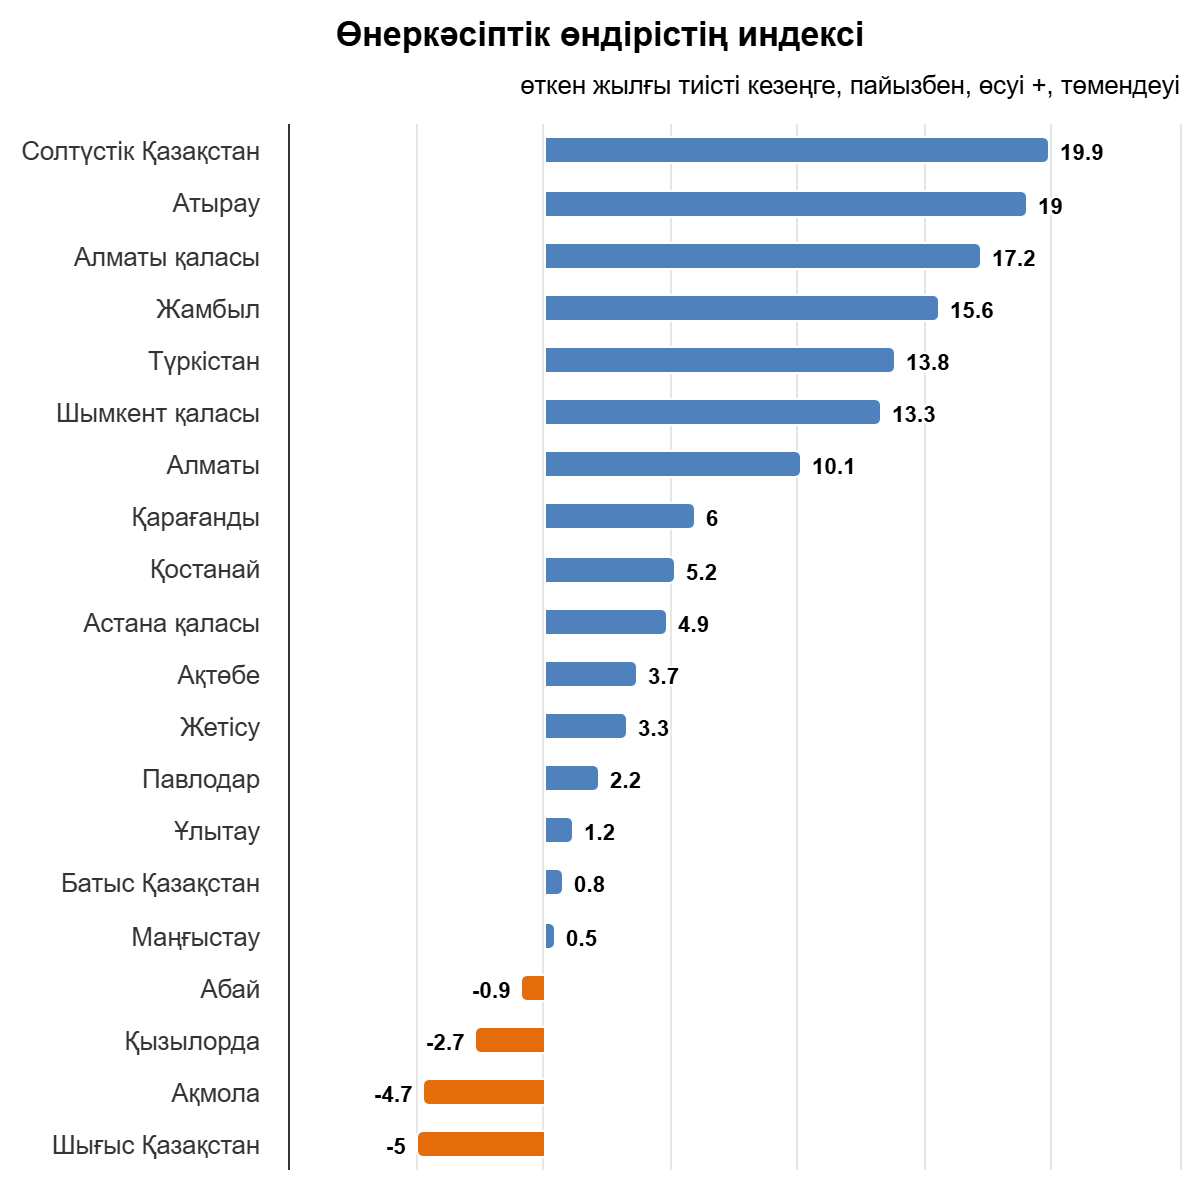 Өнеркәсіптік өндірістің индексі
өткен жылғы тиісті кезеңге, пайызбен, өсуі +, төмендеуі
Солтүстік Қазақстан 19.9
Атырау 19
Алматы қаласы 17.2
Жамбыл 15.6
Түркістан 13.8
Шымкент қаласы 13.3
Алматы 10.1
Қарағанды 6
Қостанай 5.2
Астана қаласы 4.9
Ақтөбе 3.7
Жетісу 3.3
Павлодар 2.2
Ұлытау 1.2
Батыс Қазақстан 0.8
Маңғыстау 0.5
Абай -0.9
Қызылорда -2.7
Ақмола -4.7
Шығыс Қазақстан -5